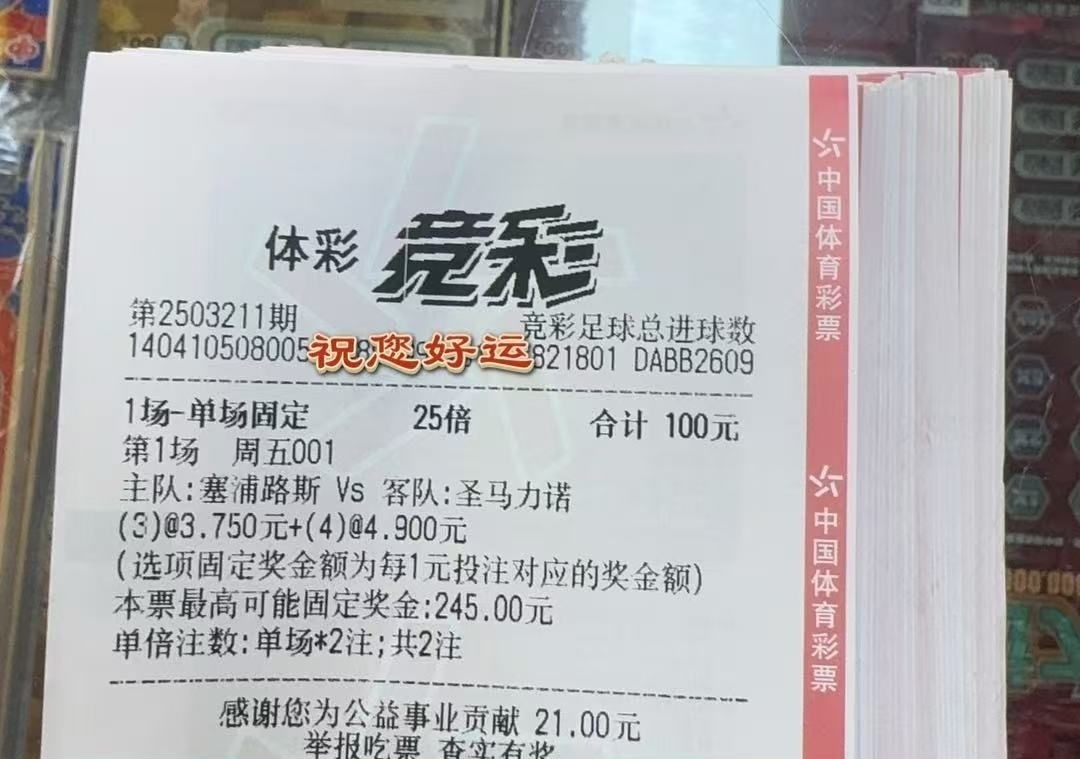 体彩 竞彩
第2503211期 竞彩足球总进球数
14041050800 821801 DABB2609
祝您好运
1场-单场固定 25倍 合计 100元
第1场 周五001
主队:塞浦路斯 Vs 客队:圣马力诺
(3)@3.750元+(4)@4.900元
(选项固定奖金额为每1元投注对应的奖金额)
本票最高可能固定奖金:245.00元
单倍注数:单场*2注;共2注
感谢您为公益事业贡献 21.00元
举报吃票 查实有奖
中国体育彩票
中国体育彩票